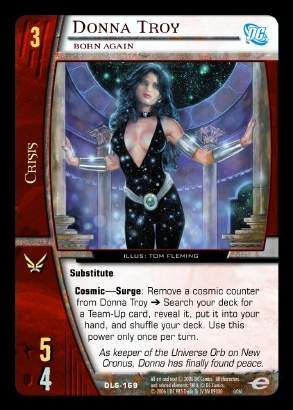 3
DONNA TROY
BORN AGAIN
DC
CRISIS
ILLUS: TOM FLEMING
Substitute
Cosmic—Surge: Remove a cosmic counter
from Donna Troy ➔ Search your deck for
a Team-Up card, reveal it, put it into your
hand, and shuffle your deck. Use this
power only once per turn.
As keeper of the Universe Orb on New
Cronus, Donna has finally found peace.
5
4
DLS-169